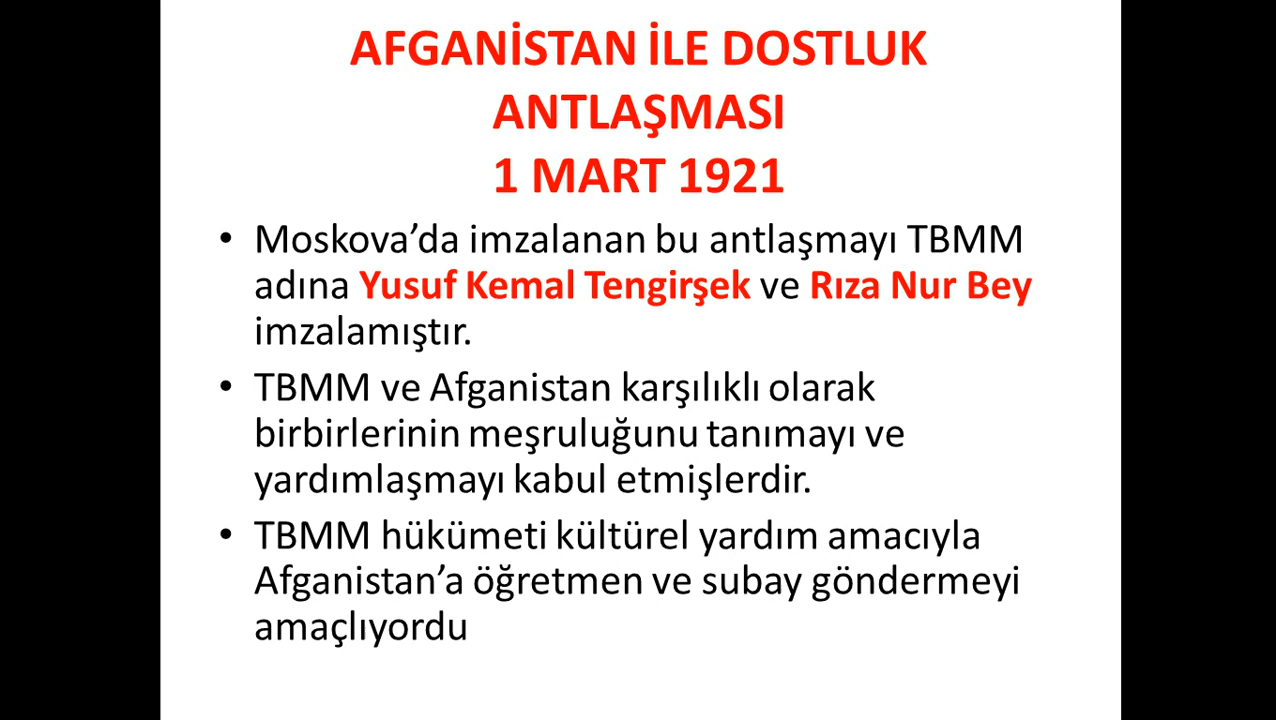 AFGANİSTAN İLE DOSTLUK
ANTLAŞMASI
1 MART 1921
• Moskova’da imzalanan bu antlaşmayı TBMM
adına Yusuf Kemal Tengirşek ve Rıza Nur Bey
imzalamıştır.
• TBMM ve Afganistan karşılıklı olarak
birbirlerinin meşruluğunu tanımayı ve
yardımlaşmayı kabul etmişlerdir.
• TBMM hükümeti kültürel yardım amacıyla
Afganistan’a öğretmen ve subay göndermeyi
amaçlıyordu